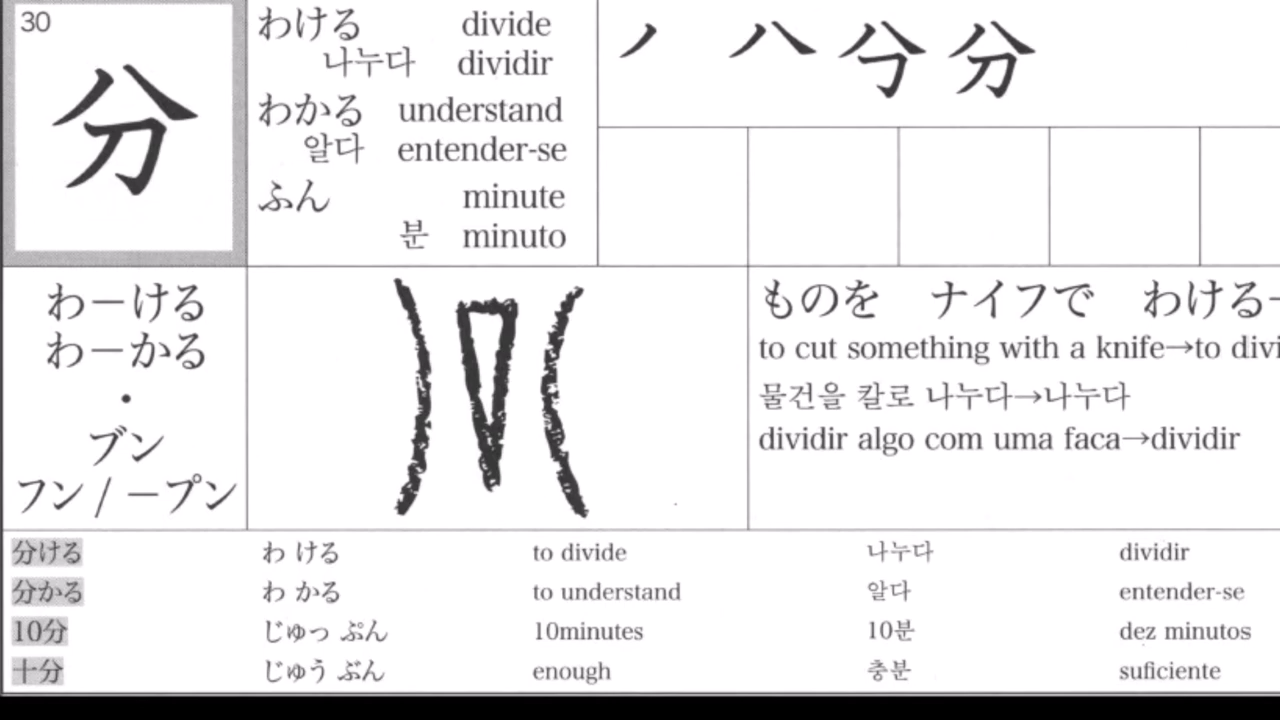 30
分
わける divide
나누다 dividir
わかる understand
알다 entender-se
ふん minute
분 minuto
ノ ハ 分 分
わ－ける
わ－かる
・
ブン
フン / －プン
ものを ナイフで わける→
to cut something with a knife→to divi
물건을 칼로 나누다→나누다
dividir algo com uma faca→dividir
分ける わ ける to divide 나누다 dividir
分かる わ かる to understand 알다 entender-se
10分 じゅっ ぷん 10minutes 10분 dez minutos
十分 じゅう ぶん enough 충분 suficiente